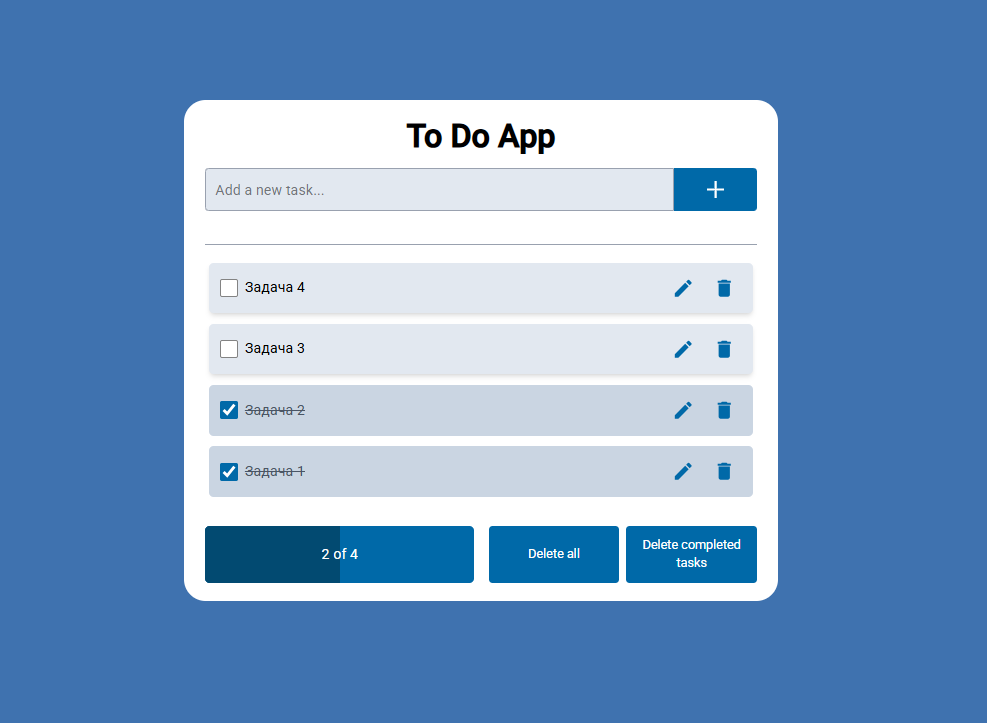 To Do App
Add a new task...
Задача 4
Задача 3
Задача 2
Задача 1
2 of 4
Delete all
Delete completed
tasks